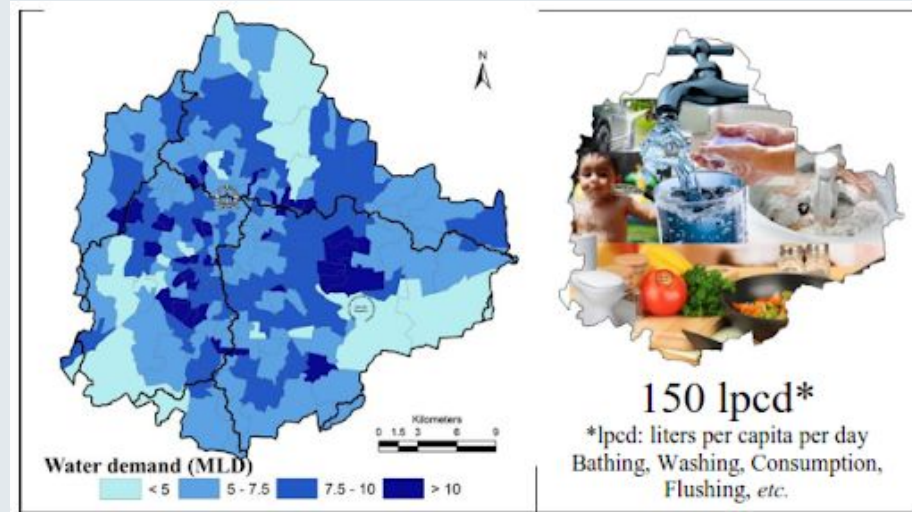 N
Kilometers
0 1.5 3 6 9
Water demand (MLD)
< 5 5 - 7.5 7.5 - 10 > 10
150 lpcd*
*lpcd: liters per capita per day
Bathing, Washing, Consumption,
Flushing, etc.